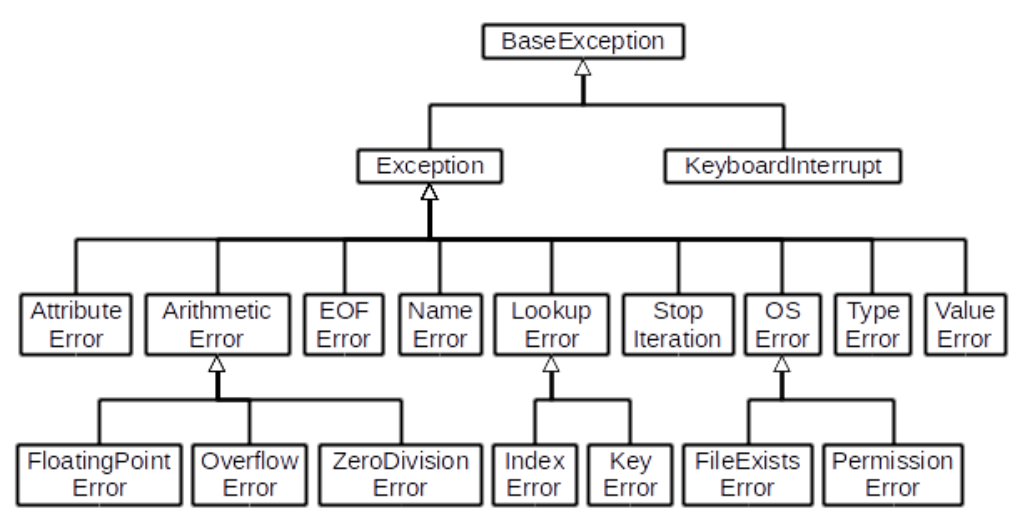 BaseException
Exception
KeyboardInterrupt
Attribute
Error
Arithmetic
Error
EOF
Error
Name
Error
Lookup
Error
Stop
Iteration
OS
Error
Type
Error
Value
Error
FloatingPoint
Error
Overflow
Error
ZeroDivision
Error
Index
Error
Key
Error
FileExists
Error
Permission
Error